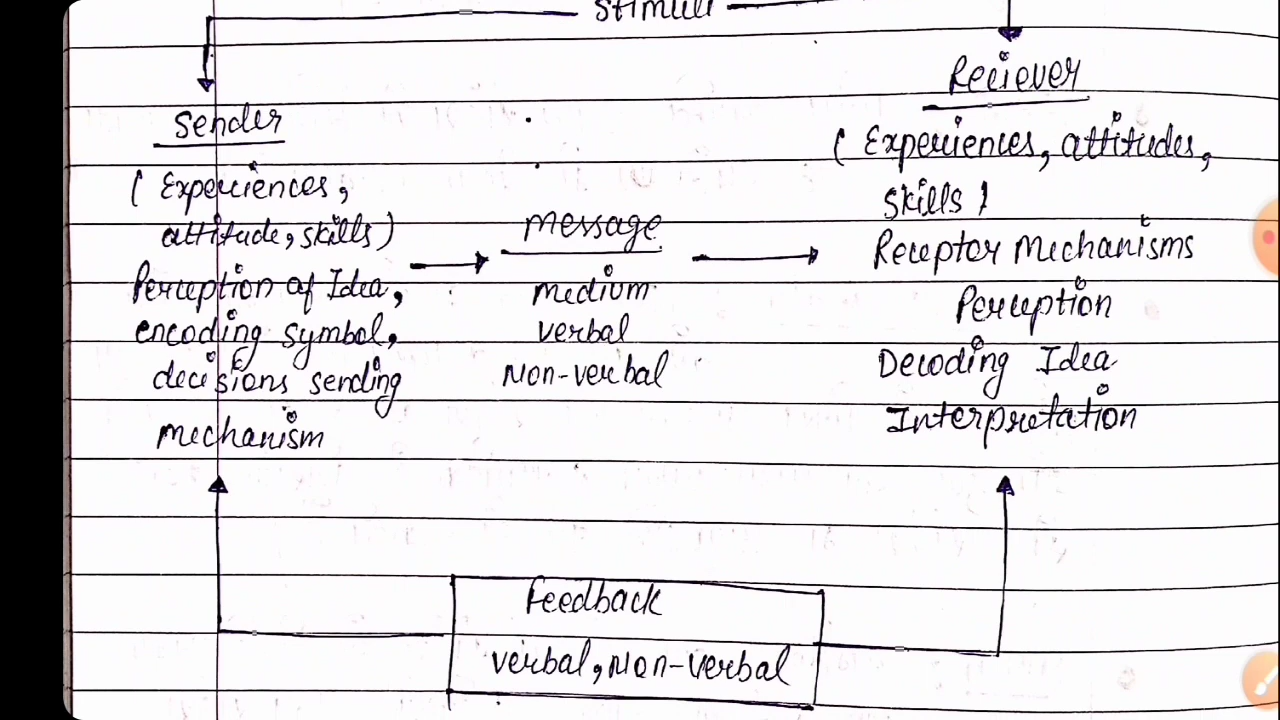 Stimuli
Sender
( Experiences,
attitude, skills)
Perception of Idea,
encoding symbol,
decisions sending
mechanism
message
medium
verbal
Non-verbal
Reciever
( Experiences, attitudes,
skills )
Receptor Mechanisms
Perception
Decoding Idea
Interpretation
Feedback
verbal, Non-verbal